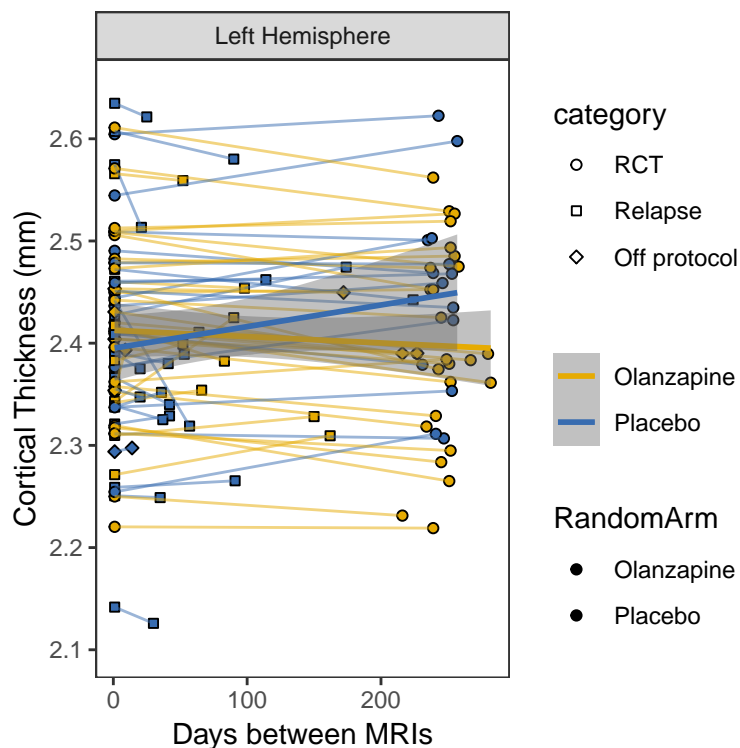 Left Hemisphere
Cortical Thickness (mm)
2.6
2.5
2.4
2.3
2.2
2.1
0
100
200
Days between MRIs
category
RCT
Relapse
Off protocol
Olanzapine
Placebo
RandomArm
Olanzapine
Placebo